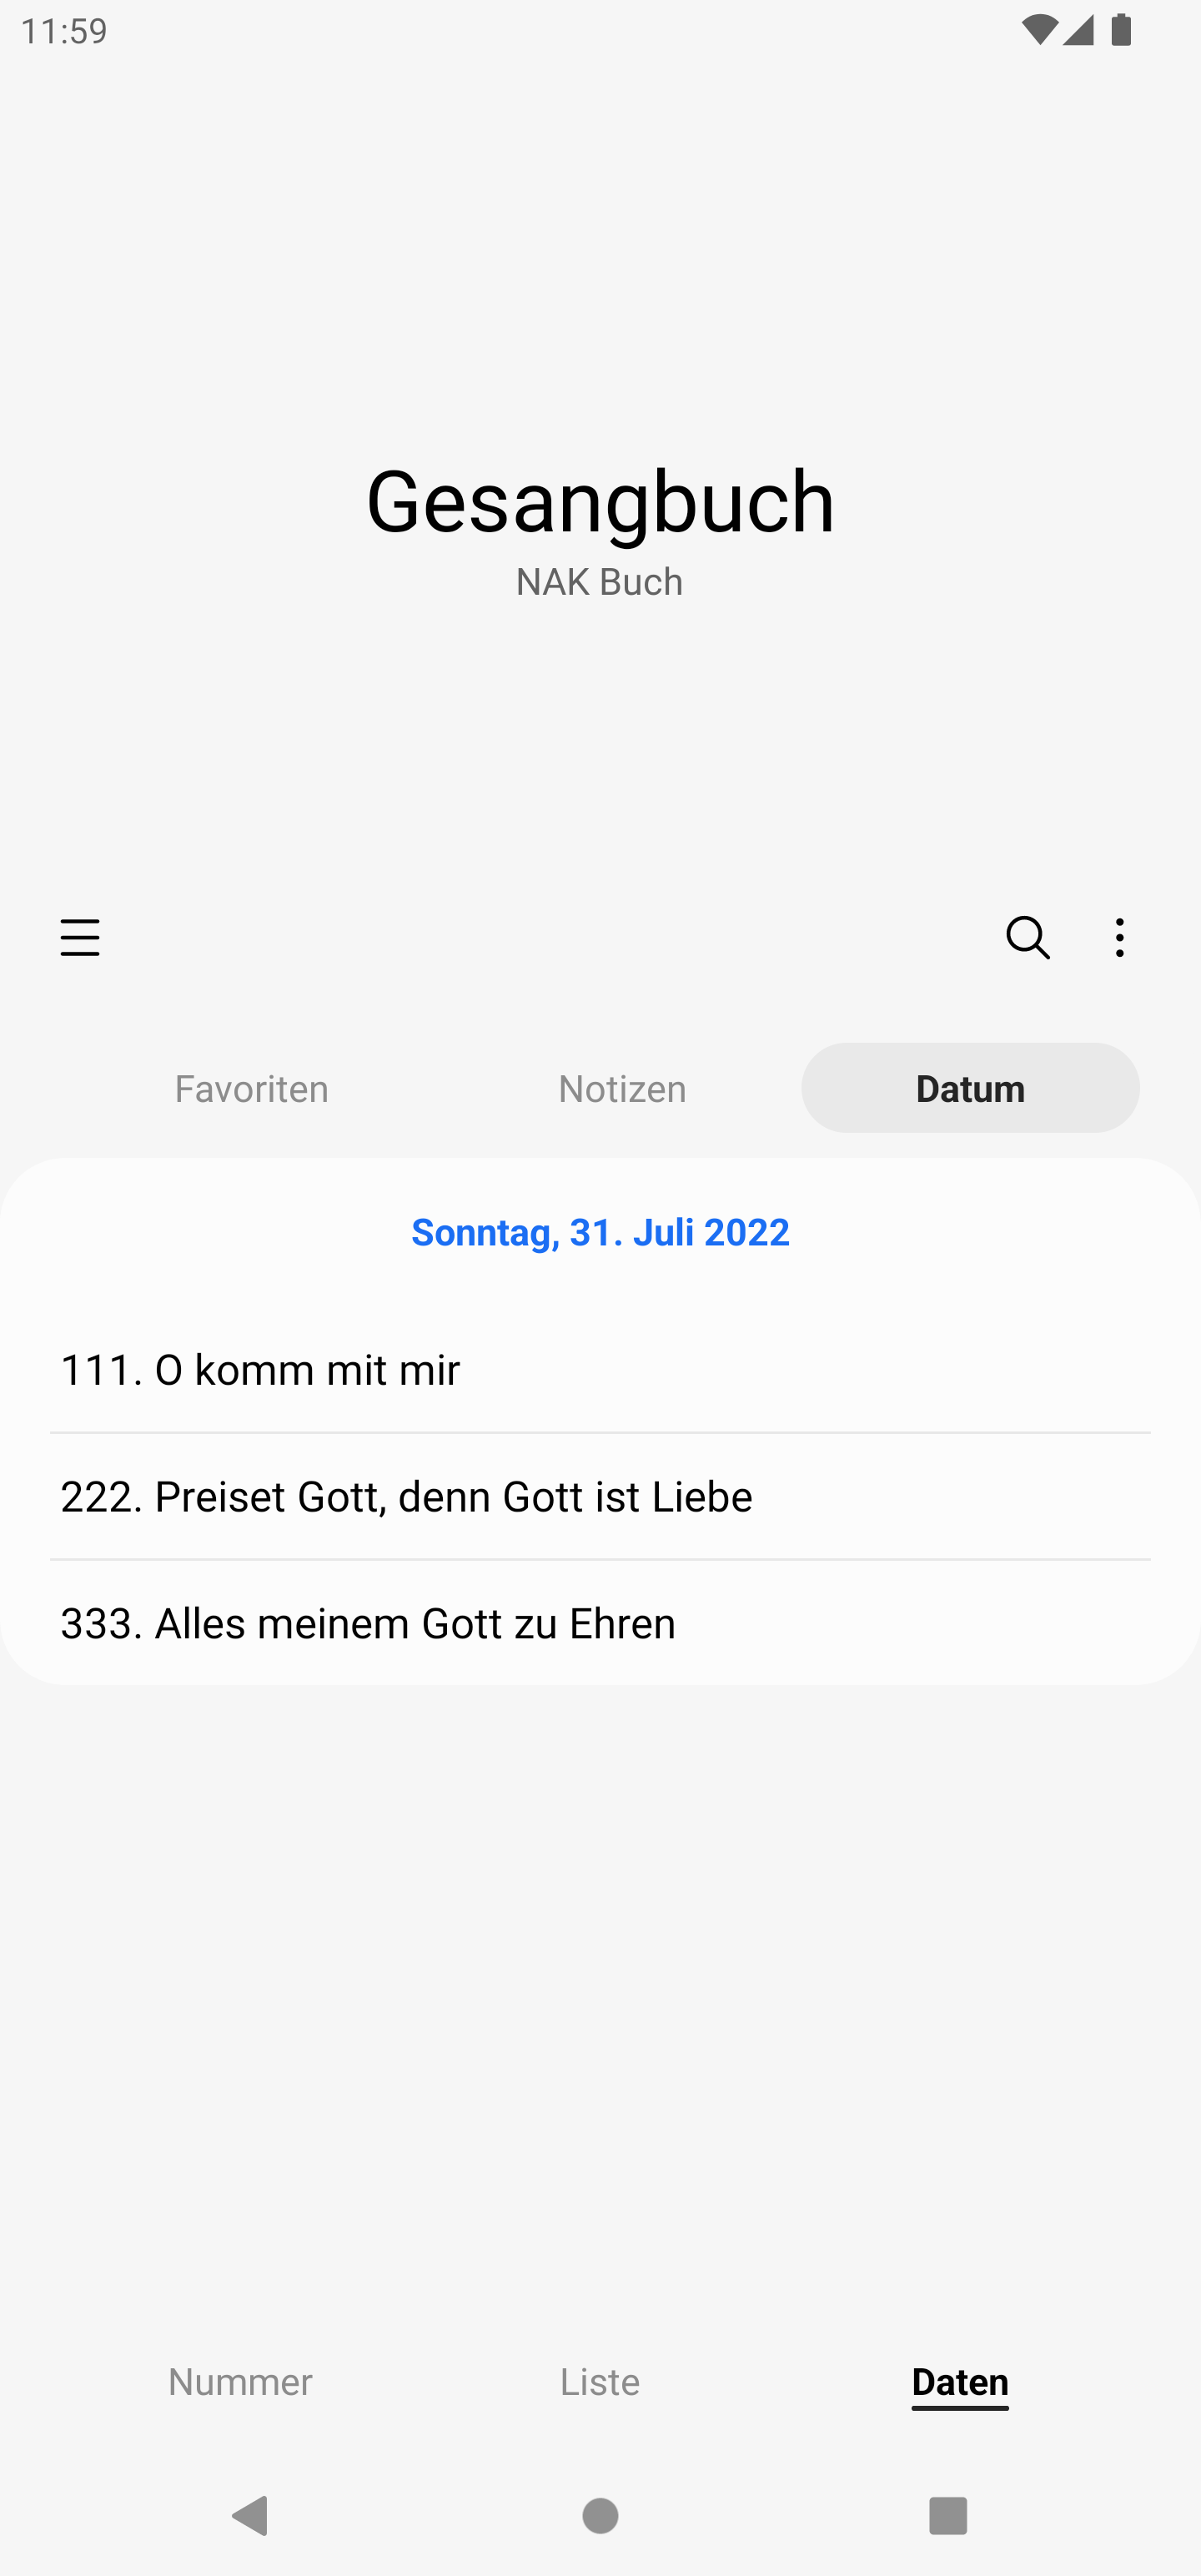 11:59
Gesangbuch
NAK Buch
Favoriten Notizen Datum
Sonntag, 31. Juli 2022
111. O komm mit mir
222. Preiset Gott, denn Gott ist Liebe
333. Alles meinem Gott zu Ehren
Nummer Liste Daten